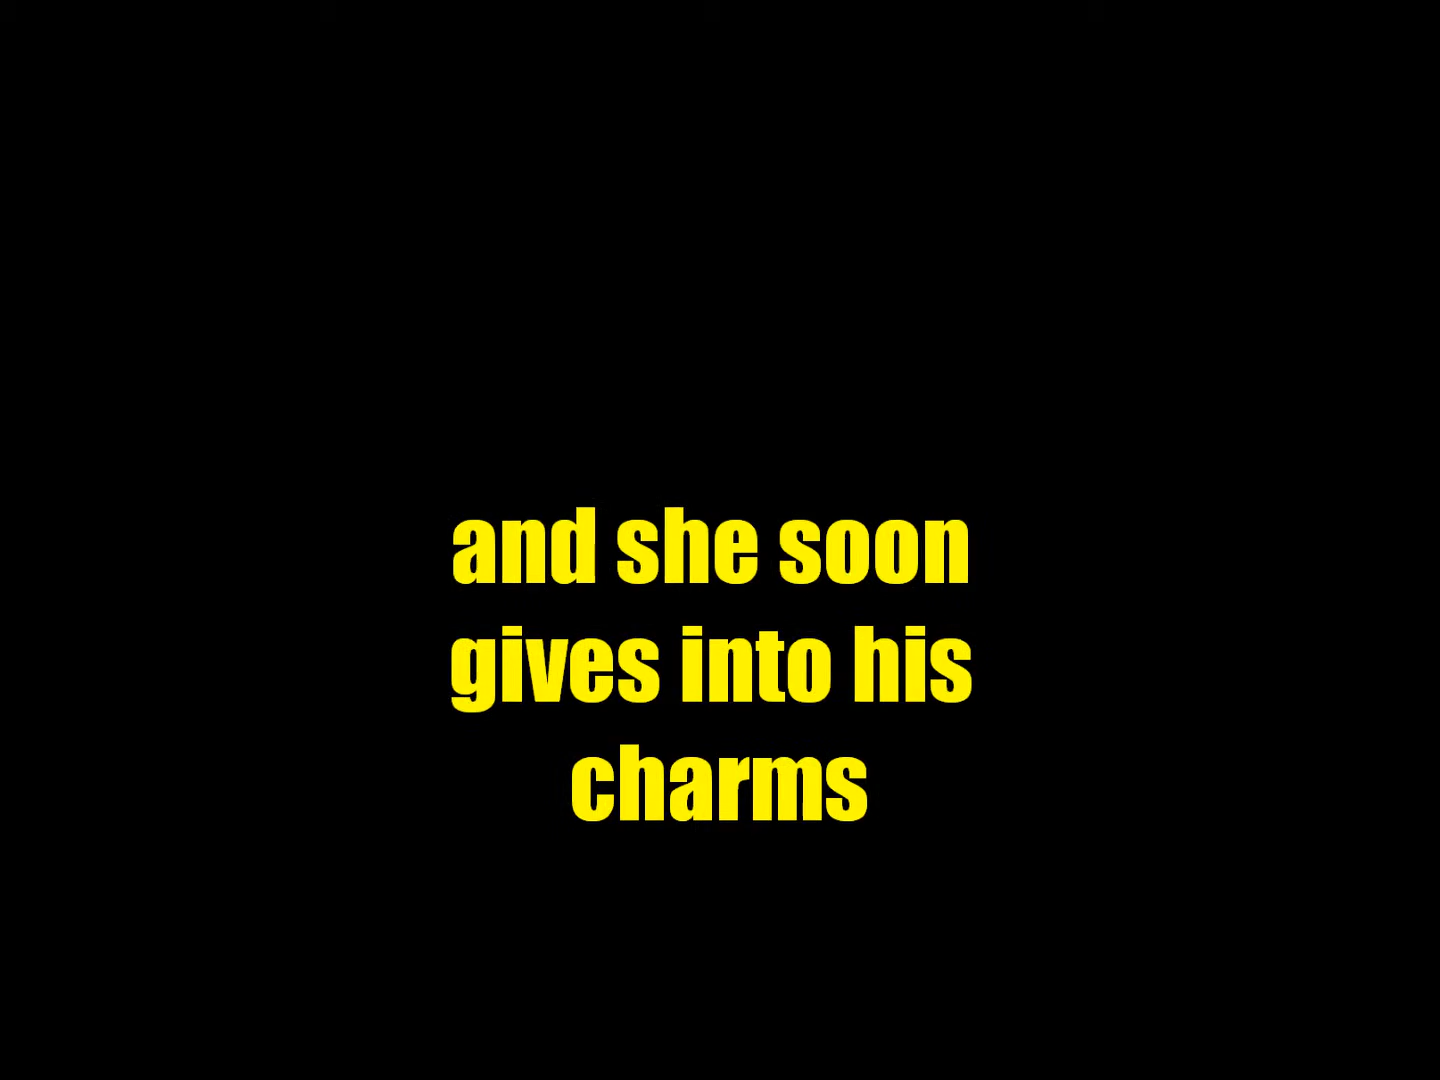 and she soon
gives into his
charms